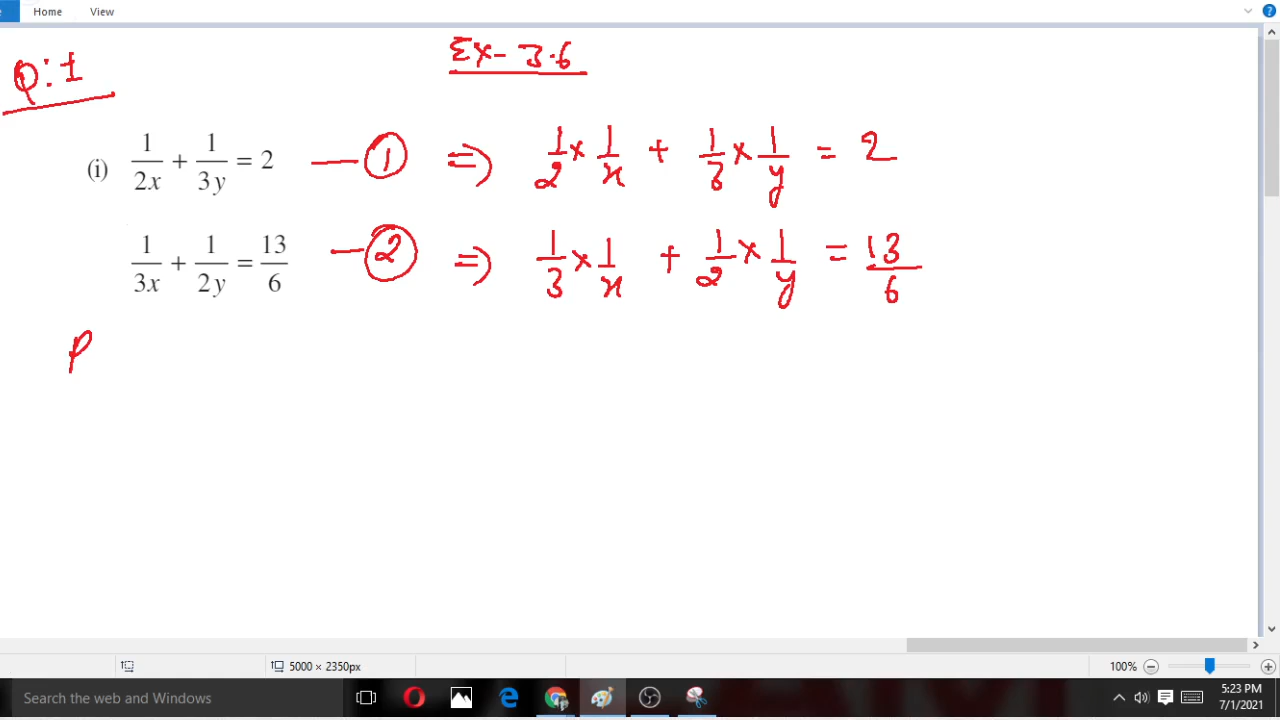 Home View
Ex - 3.6
Q:1
(i) 1/2x + 1/3y = 2 — 1 ⇒ 1/2 × 1/x + 1/3 × 1/y = 2
1/3x + 1/2y = 13/6 — 2 ⇒ 1/3 × 1/x + 1/2 × 1/y = 13/6
P
5000 × 2350px 100%
Search the web and Windows
5:23 PM
7/1/2021